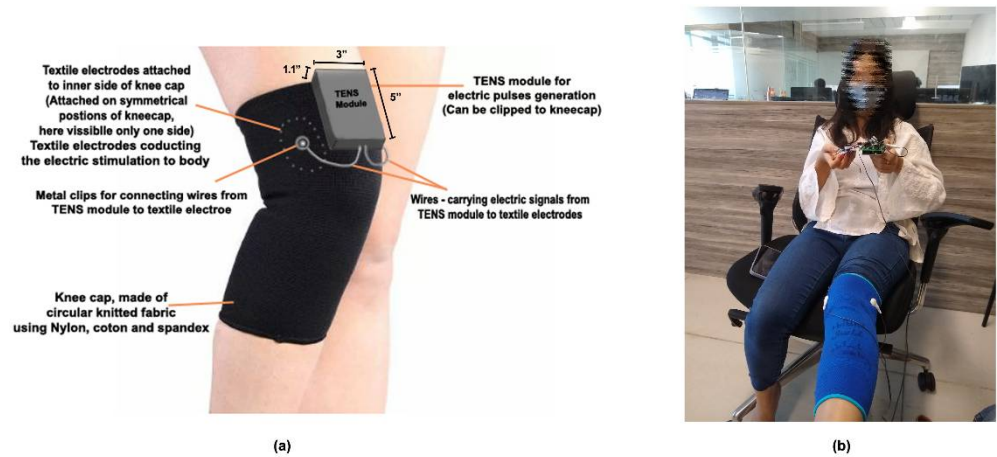 3”
1.1”
5”
TENS
Module
Textile electrodes attached
to inner side of knee cap
(Attached on symmetrical
postions of kneecap,
here vissiblle only one side)
Textile electrodes coducting
the electric stimulation to body
TENS module for
electric pulses generation
(Can be clipped to kneecap)
Metal clips for connecting wires from
TENS module to textile electroe
Wires - carrying electric signals from
TENS module to textile electrodes
Knee cap, made of
circular knitted fabric
using Nylon, coton and spandex
(a)
(b)